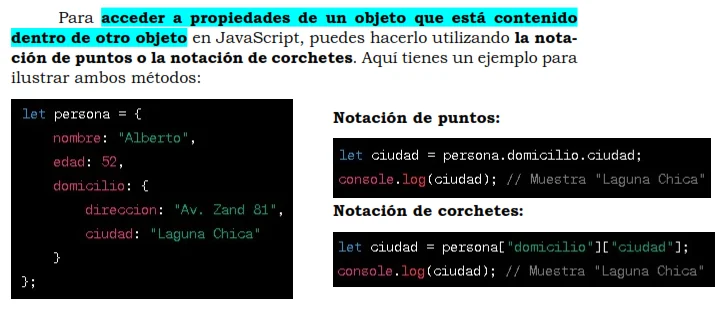 Para acceder a propiedades de un objeto que está contenido
dentro de otro objeto en JavaScript, puedes hacerlo utilizando la nota-
ción de puntos o la notación de corchetes. Aquí tienes un ejemplo para
ilustrar ambos métodos:
let persona = {
    nombre: "Alberto",
    edad: 52,
    domicilio: {
        direccion: "Av. Zand 81",
        ciudad: "Laguna Chica"
    }
};
Notación de puntos:
let ciudad = persona.domicilio.ciudad;
console.log(ciudad); // Muestra "Laguna Chica"
Notación de corchetes:
let ciudad = persona["domicilio"]["ciudad"];
console.log(ciudad); // Muestra "Laguna Chica"